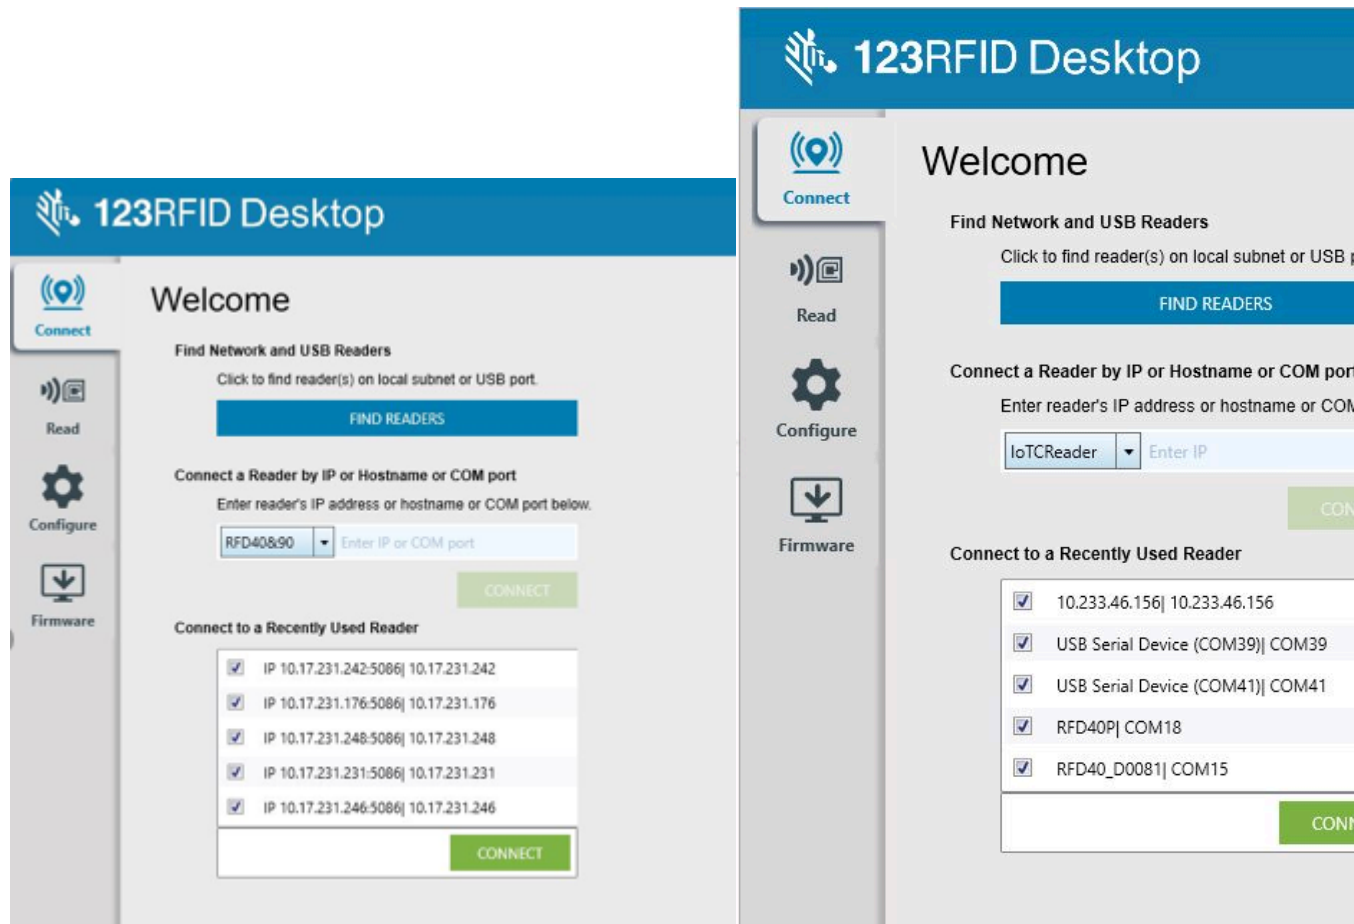 123RFID Desktop
Connect
Read
Configure
Firmware
Welcome
Find Network and USB Readers
Click to find reader(s) on local subnet or USB port.
FIND READERS
Connect a Reader by IP or Hostname or COM port
Enter reader's IP address or hostname or COM port below.
RFD40&90 Enter IP or COM port
CONNECT
Connect to a Recently Used Reader
IP 10.17.231.242:5086| 10.17.231.242
IP 10.17.231.176:5086| 10.17.231.176
IP 10.17.231.248:5086| 10.17.231.248
IP 10.17.231.231:5086| 10.17.231.231
IP 10.17.231.246:5086| 10.17.231.246
CONNECT
123RFID Desktop
Connect
Read
Configure
Firmware
Welcome
Find Network and USB Readers
Click to find reader(s) on local subnet or USB
FIND READERS
Connect a Reader by IP or Hostname or COM port
Enter reader's IP address or hostname or COM
IoTCReader Enter IP
CON
Connect to a Recently Used Reader
10.233.46.156| 10.233.46.156
USB Serial Device (COM39)| COM39
USB Serial Device (COM41)| COM41
RFD40P| COM18
RFD40_D0081| COM15
CONN